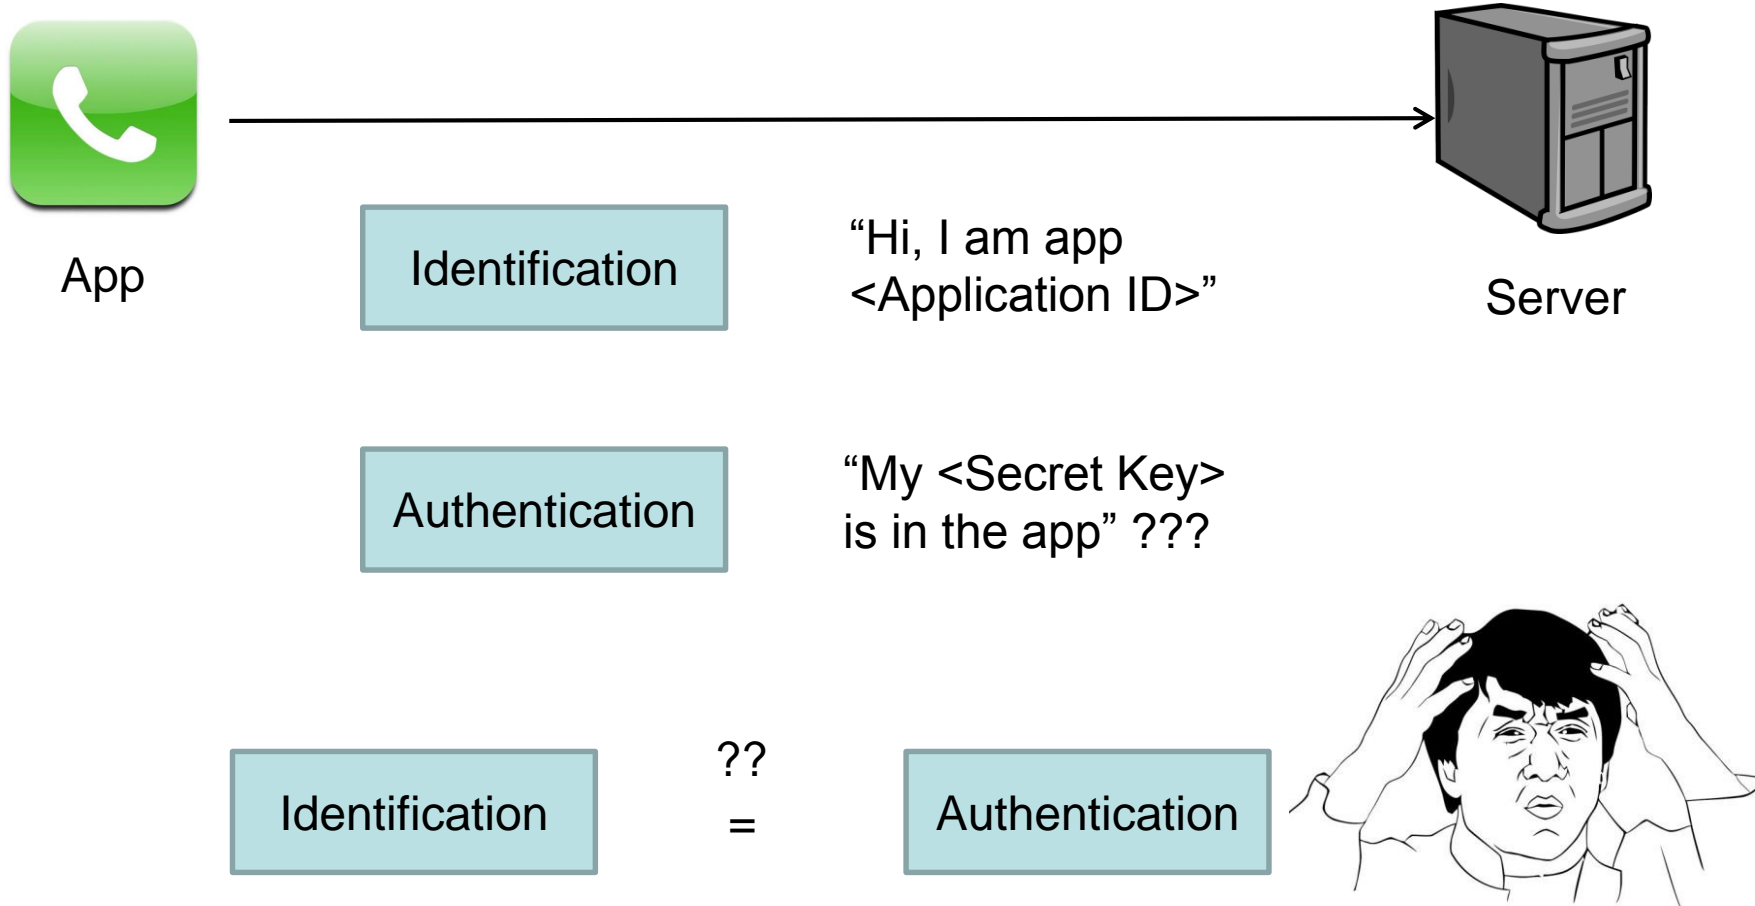 App
Identification
“Hi, I am app
<Application ID>”
Server
Authentication
“My <Secret Key>
is in the app” ???
Identification
??
=
Authentication